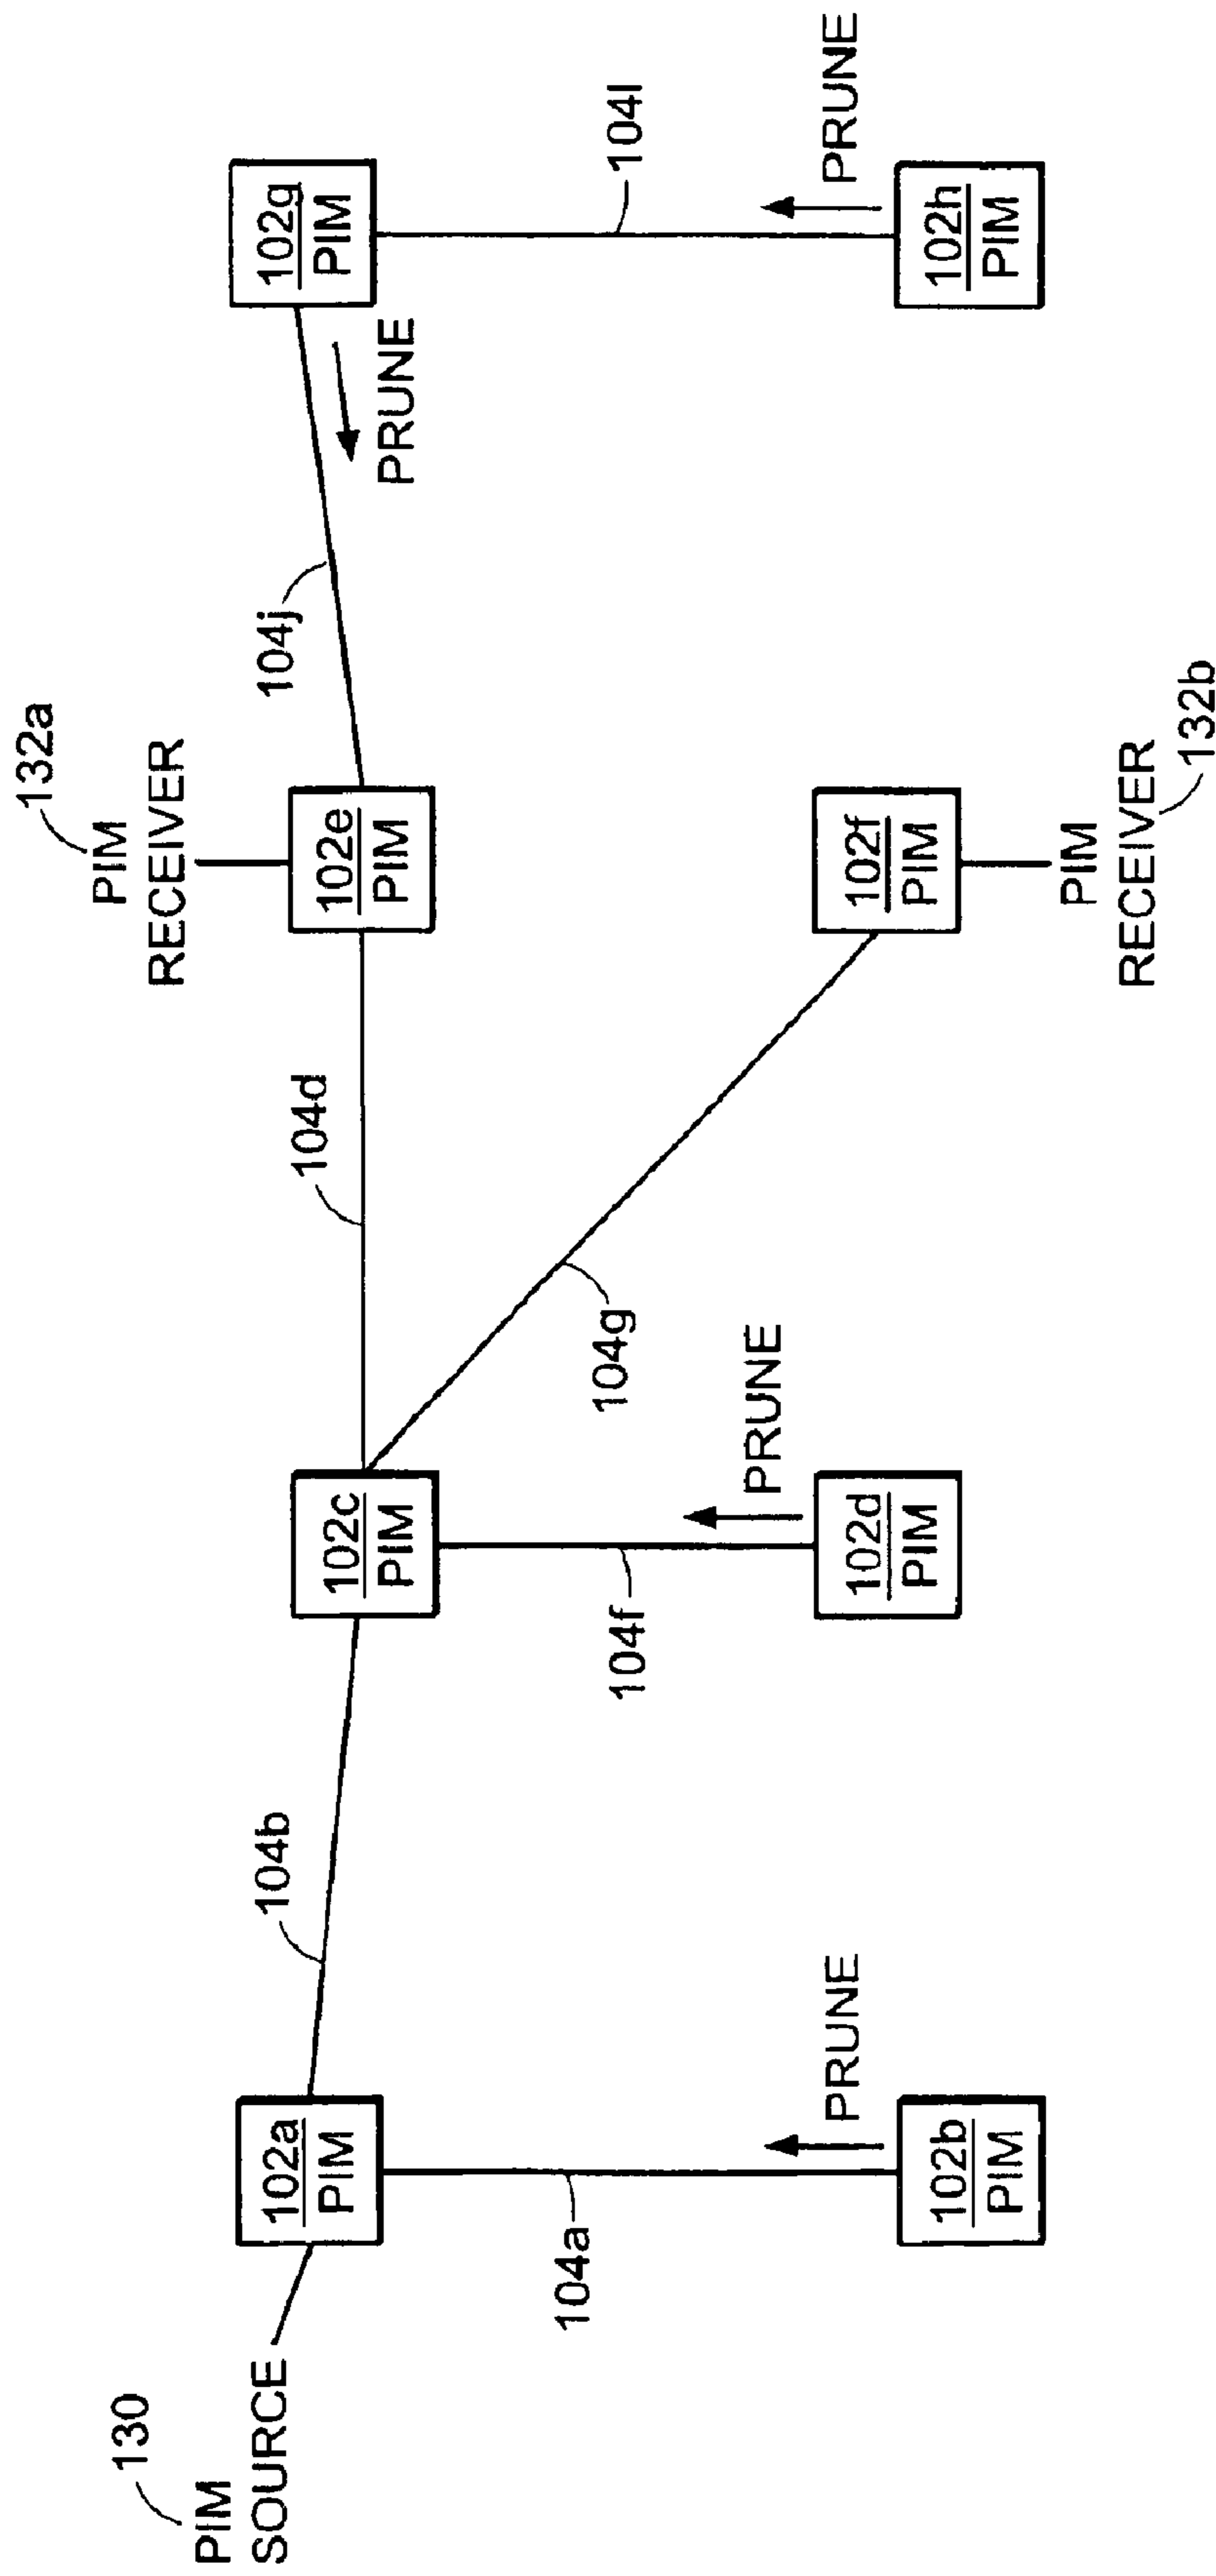 132a
PIM
RECEIVER
130
PIM
SOURCE
102a
PIM
104b
102c
PIM
104d
102e
PIM
104j
102g
PIM
PRUNE
104a
PRUNE
104f
PRUNE
104g
104l
PRUNE
102b
PIM
102d
PIM
102f
PIM
102h
PIM
PIM
RECEIVER
132b